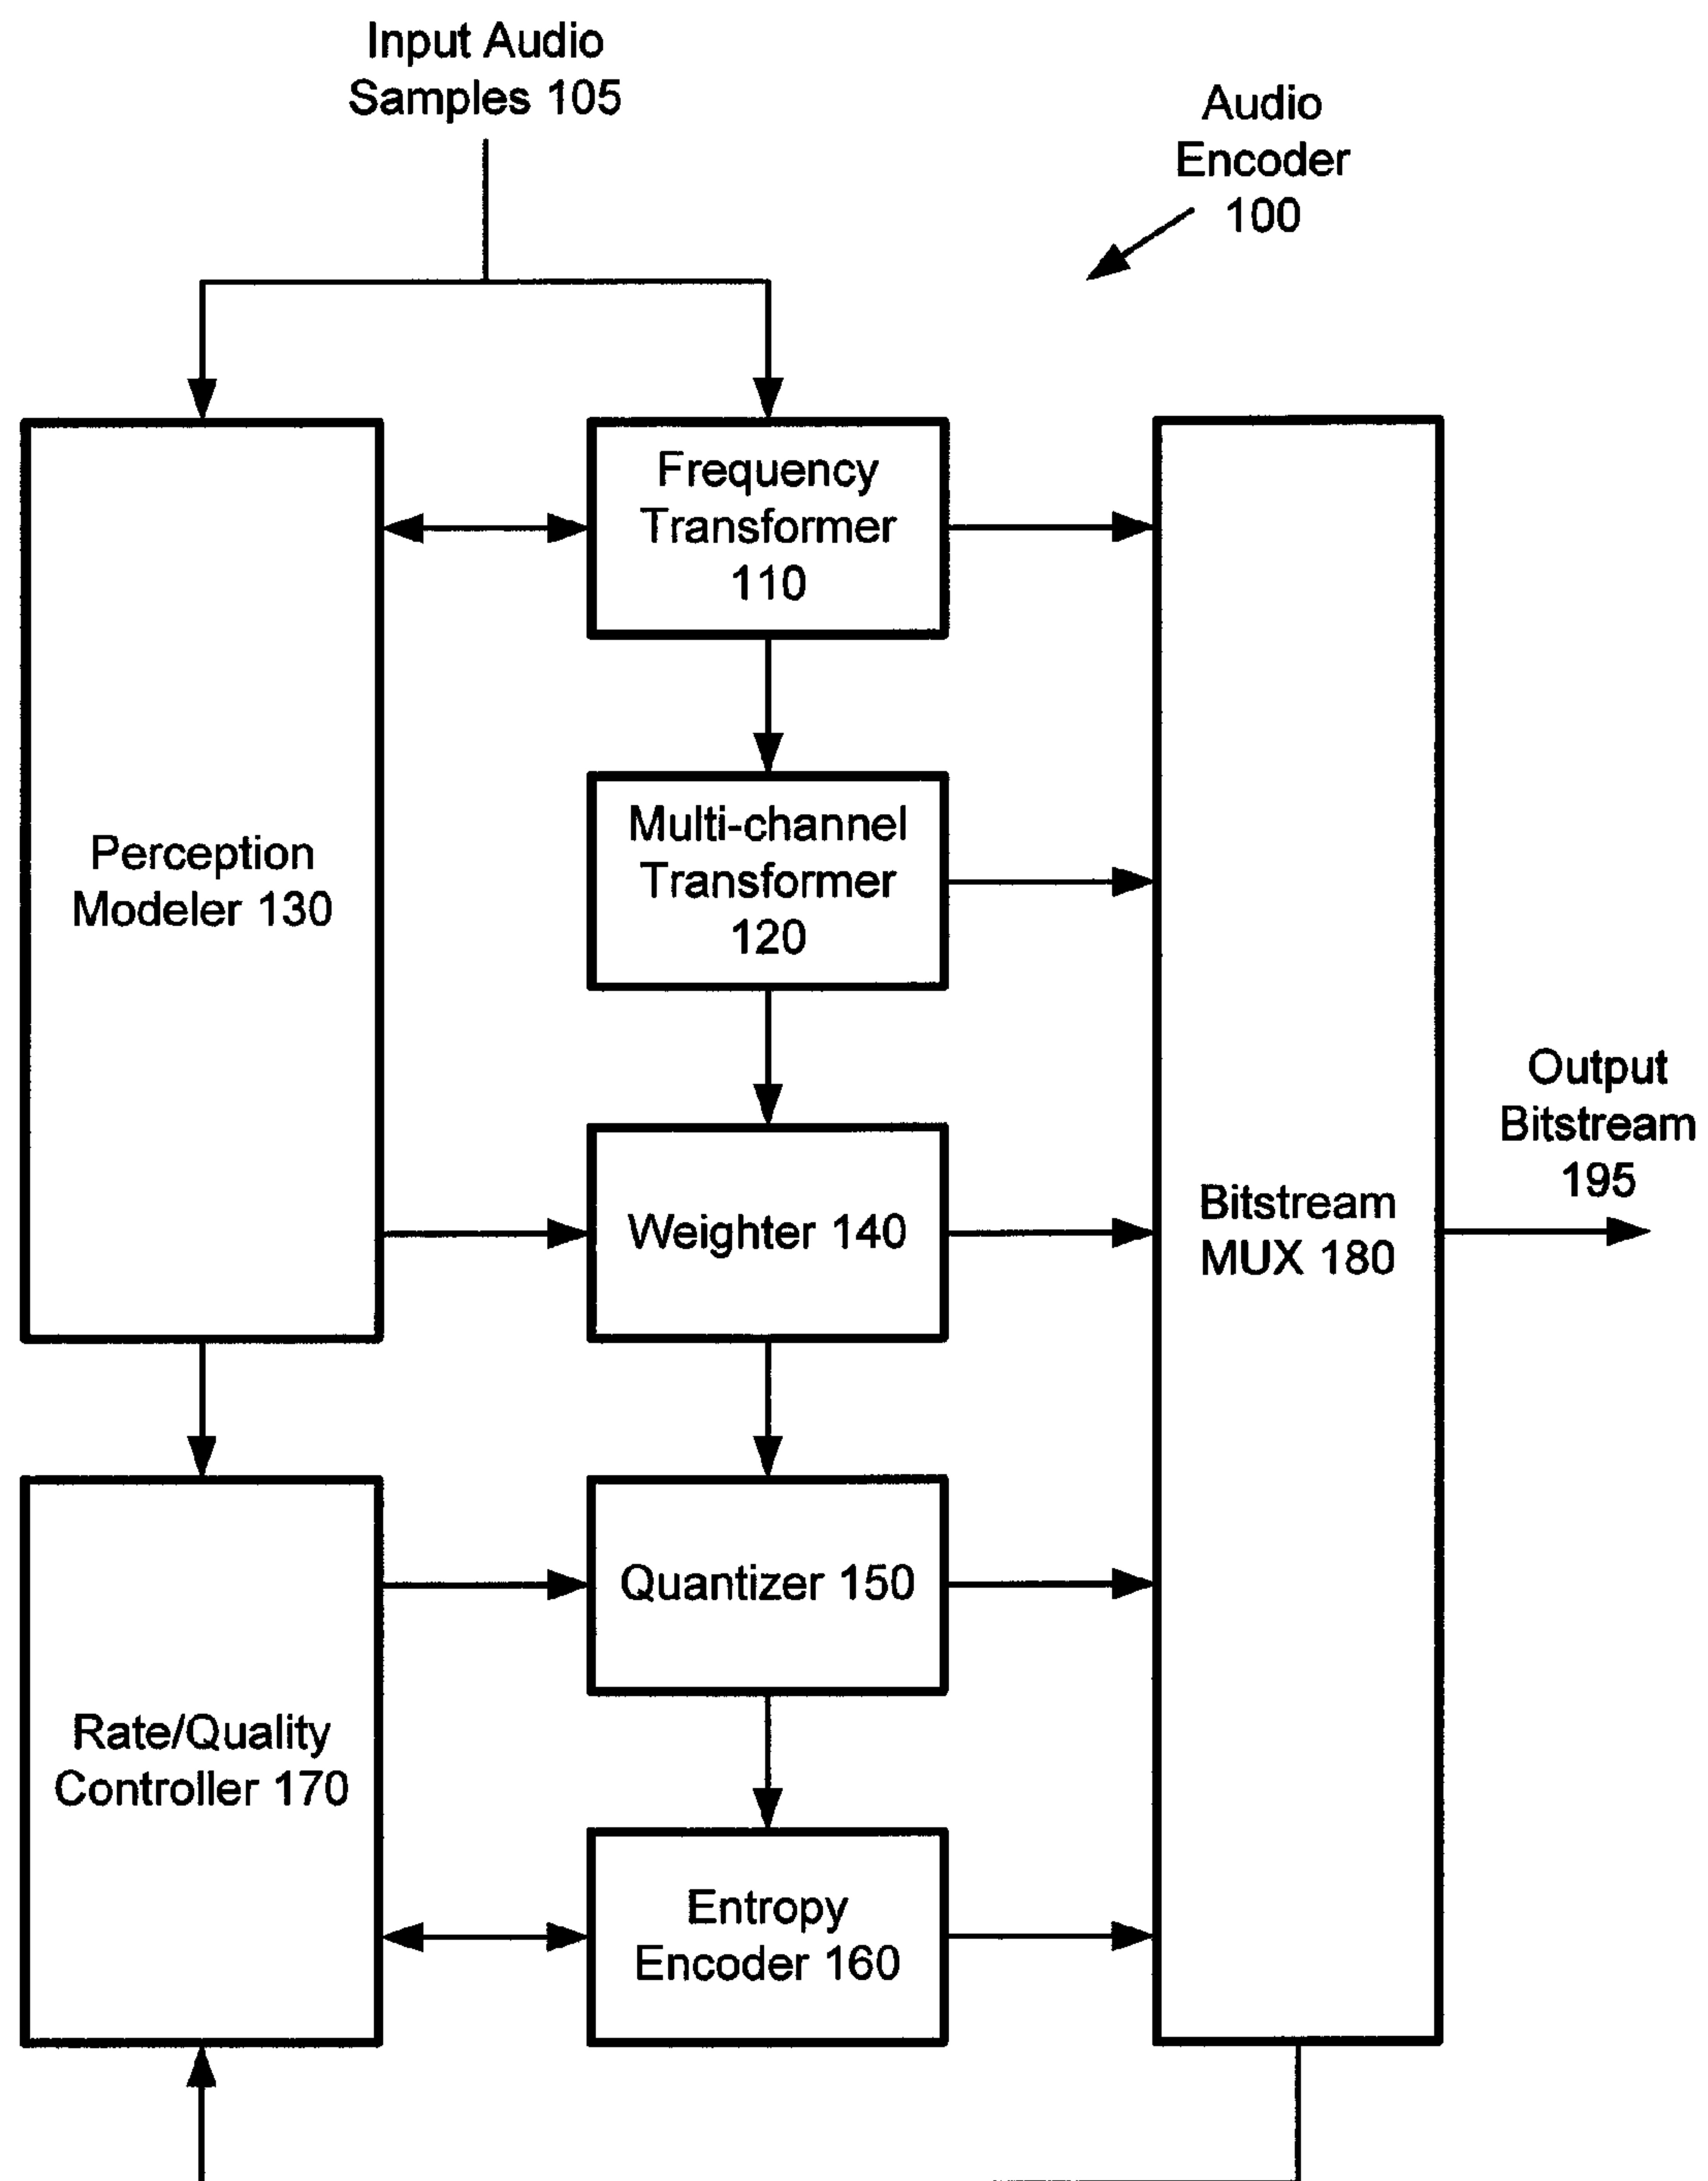 Input Audio
Samples 105
Audio
Encoder
100
Frequency
Transformer
110
Perception
Modeler 130
Multi-channel
Transformer
120
Output
Bitstream
195
Weighter 140
Bitstream
MUX 180
Quantizer 150
Rate/Quality
Controller 170
Entropy
Encoder 160